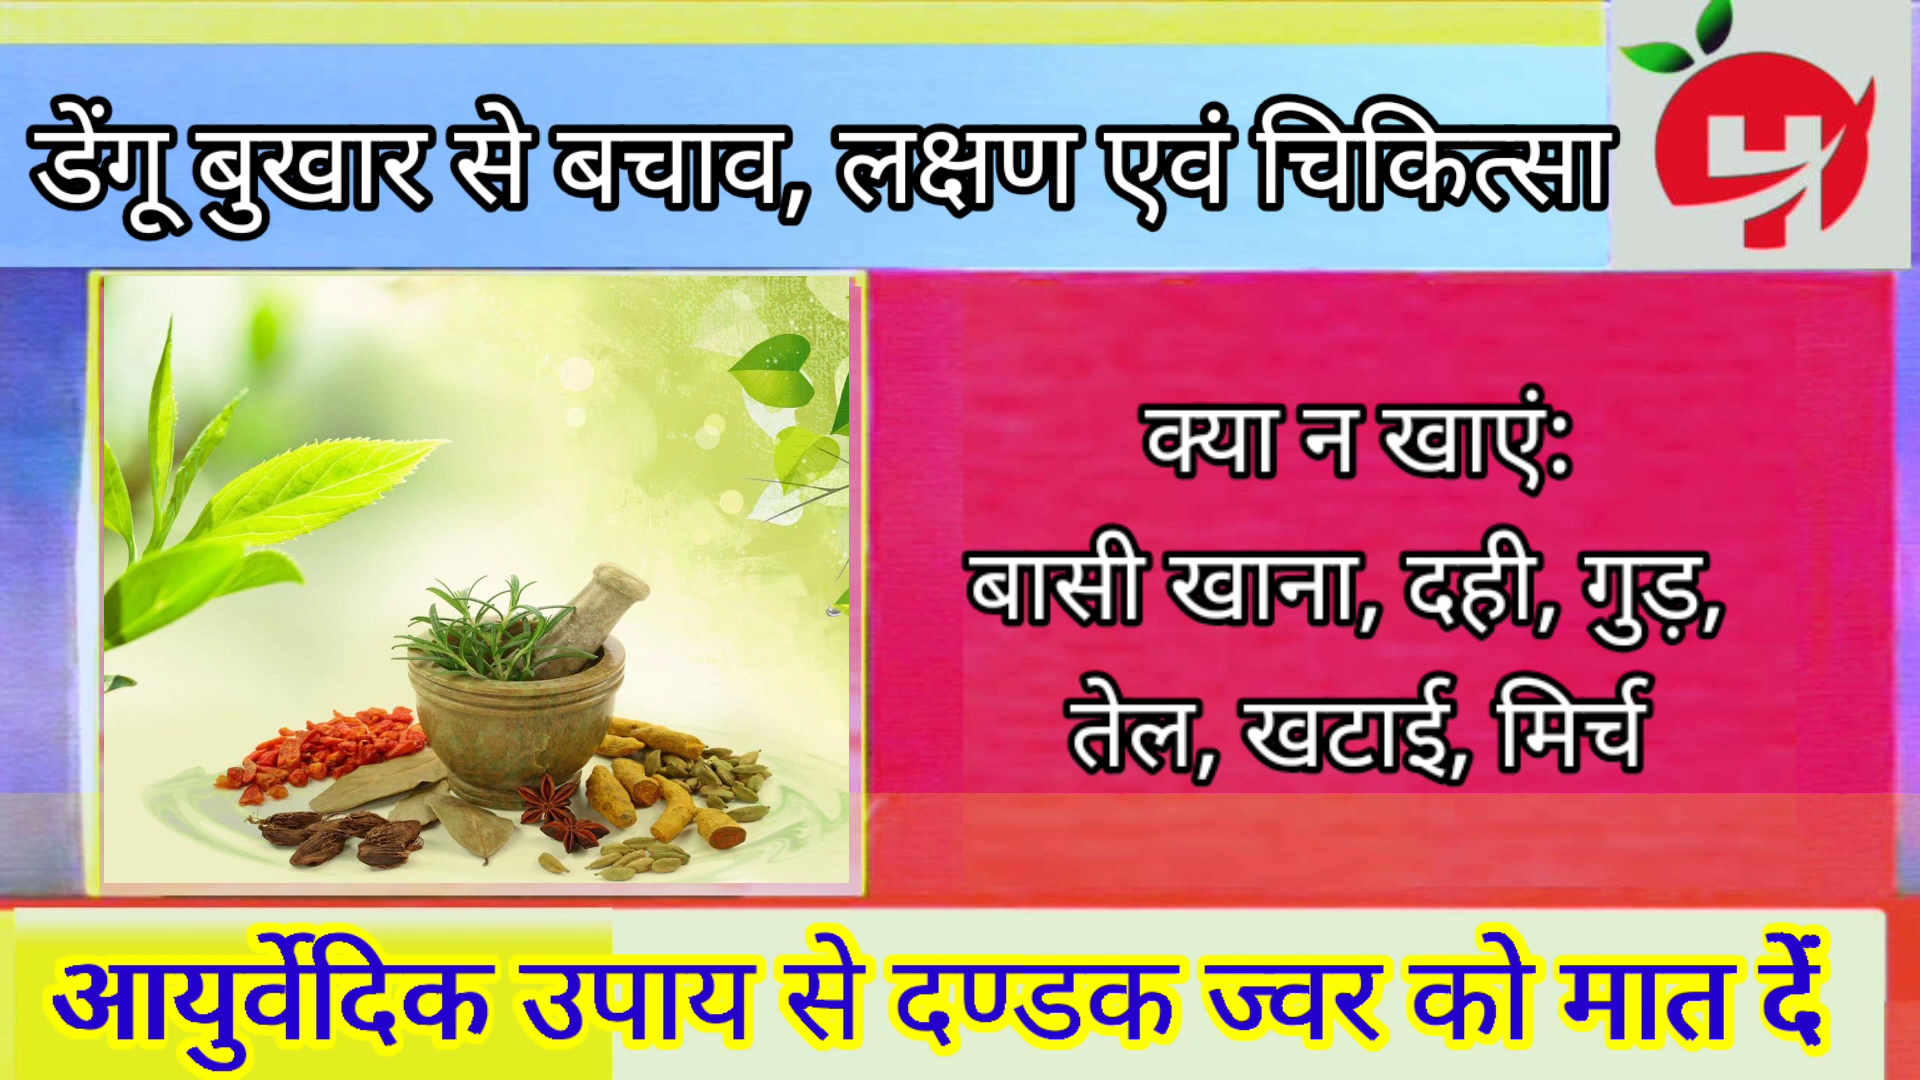 डेंगू बुखार से बचाव, लक्षण एवं चिकित्सा
क्या न खाएं:
बासी खाना, दही, गुड़,
तेल, खटाई, मिर्च
आयुर्वेदिक उपाय से दण्डक ज्वर को मात दें